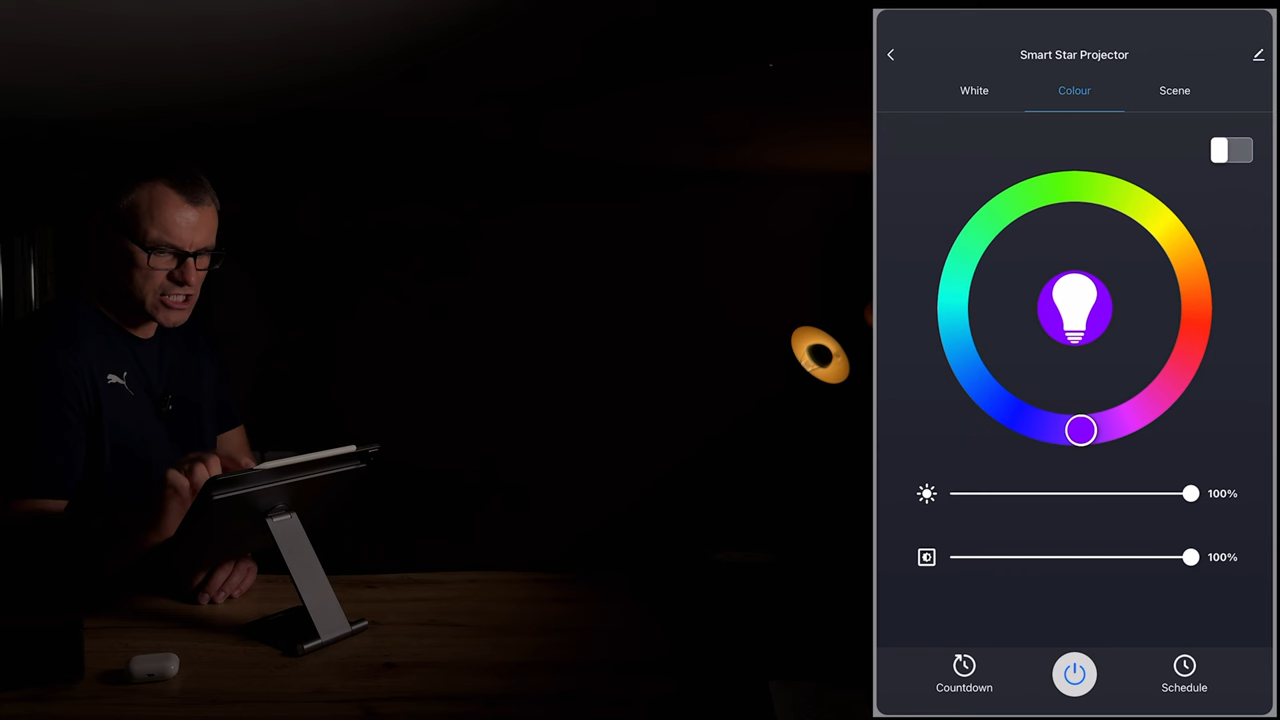 Smart Star Projector
White Colour Scene
100%
100%
Countdown Schedule